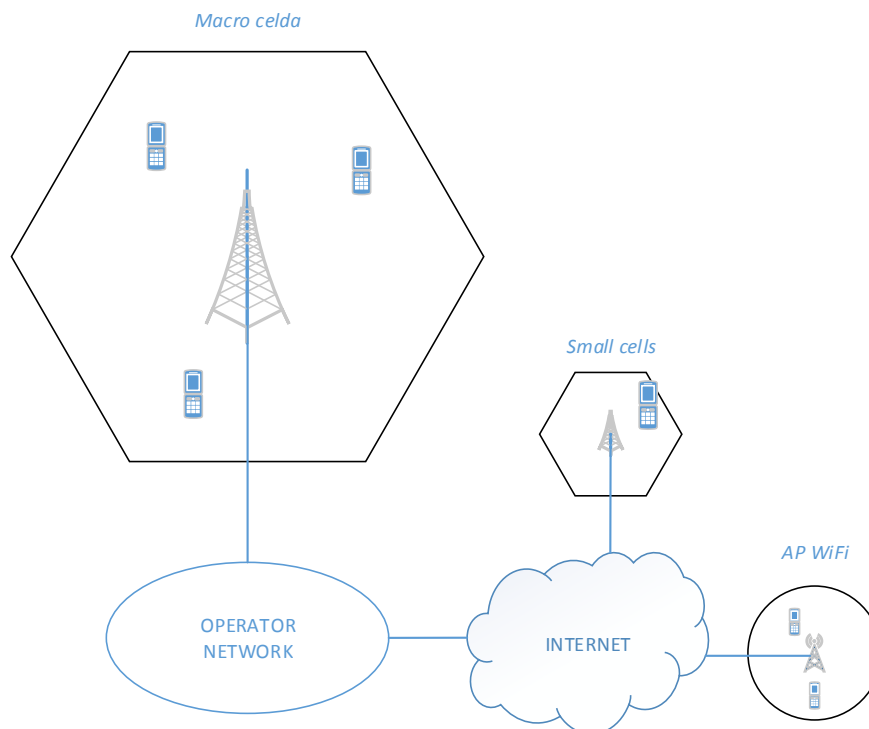 Macro celda
Small cells
AP WiFi
OPERATOR
NETWORK
INTERNET